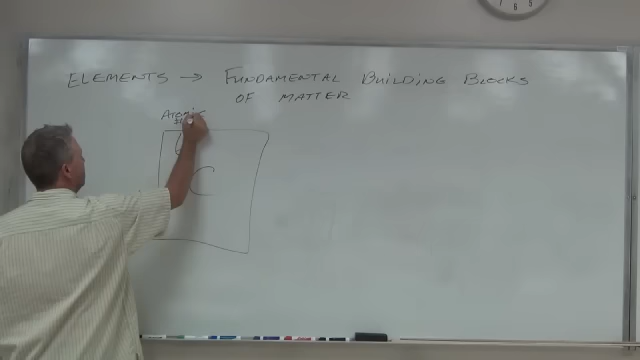 ELEMENTS → FUNDAMENTAL BUILDING BLOCKS
OF MATTER
Atomic
C